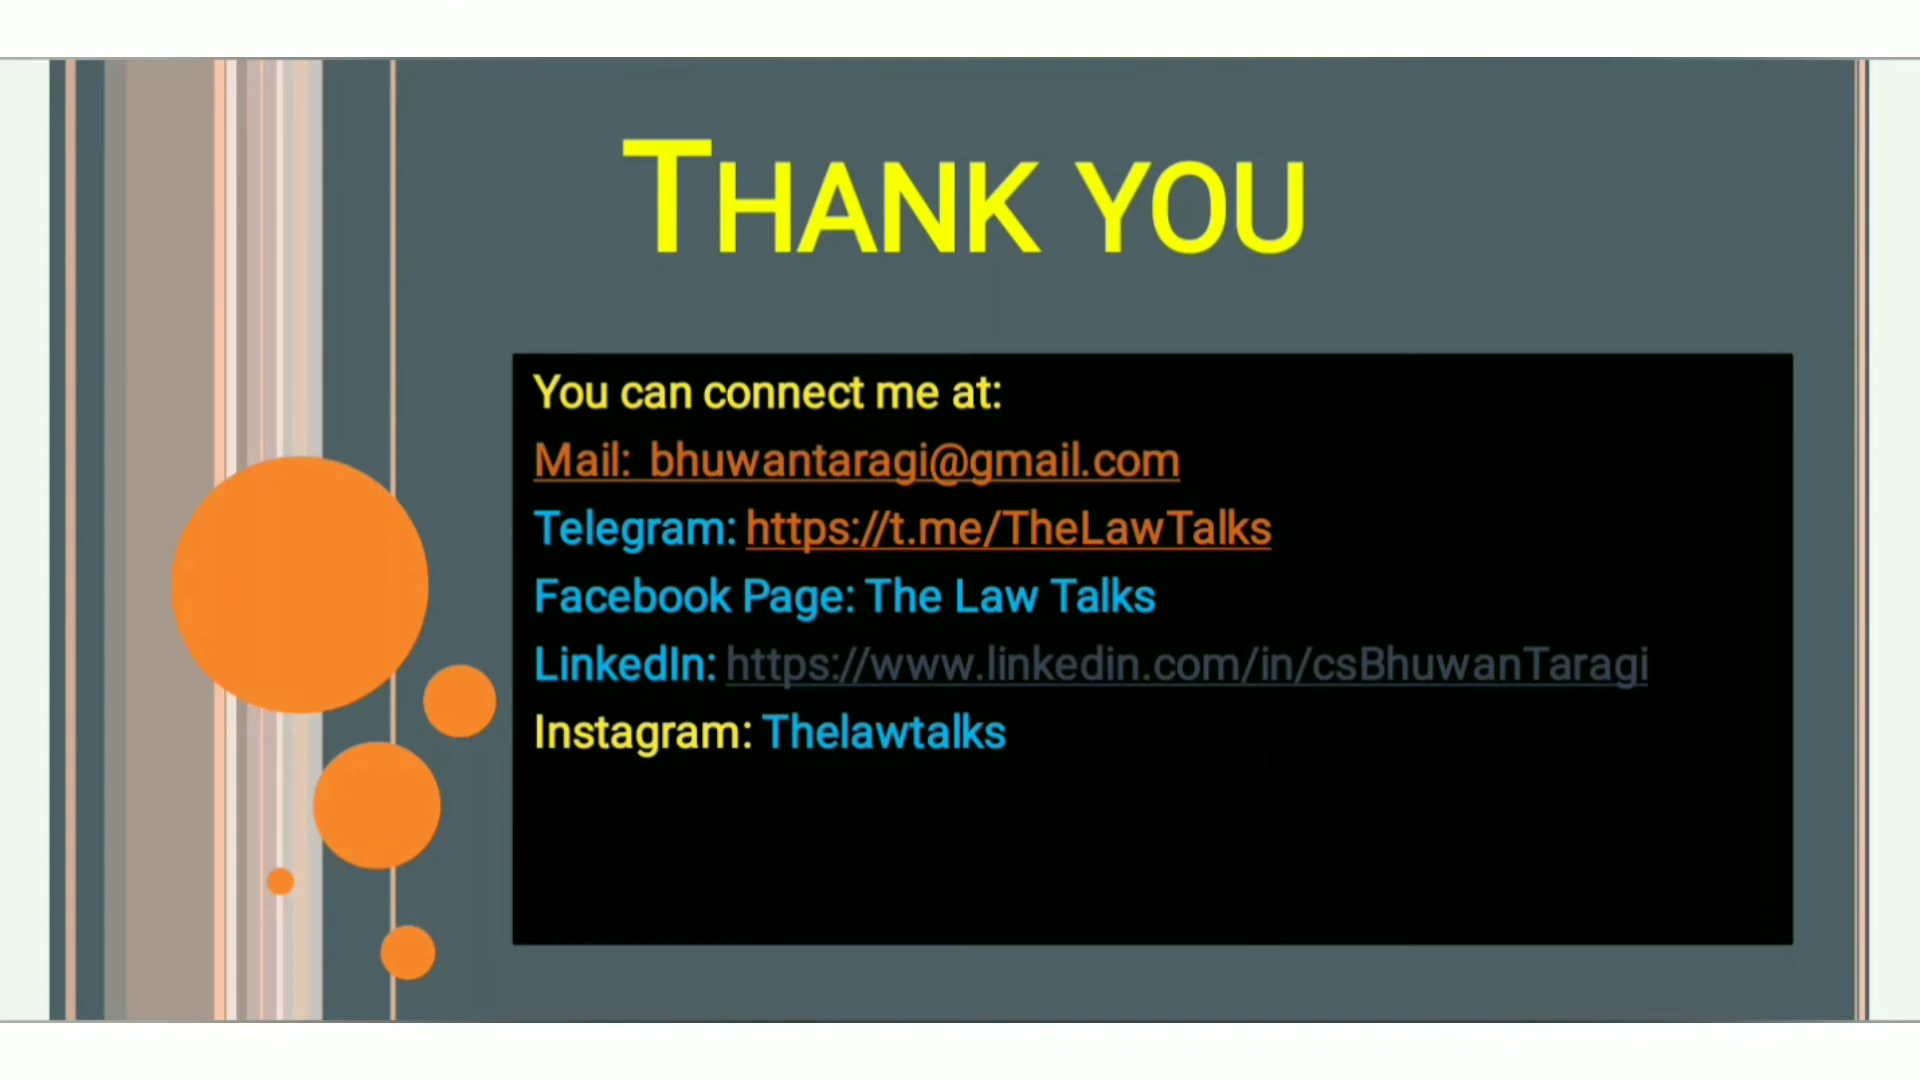 THANK YOU
You can connect me at:
Mail: bhuwantaragi@gmail.com
Telegram: https://t.me/TheLawTalks
Facebook Page: The Law Talks
LinkedIn: https://www.linkedin.com/in/csBhuwanTaragi
Instagram: Thelawtalks